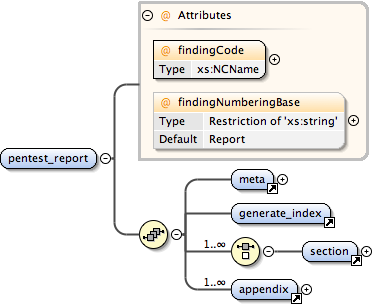 @ Attributes
@ findingCode
Type xs:NCName
@ findingNumberingBase
Type Restriction of 'xs:string'
Default Report
pentest_report
meta
generate_index
1..∞
section
1..∞
appendix